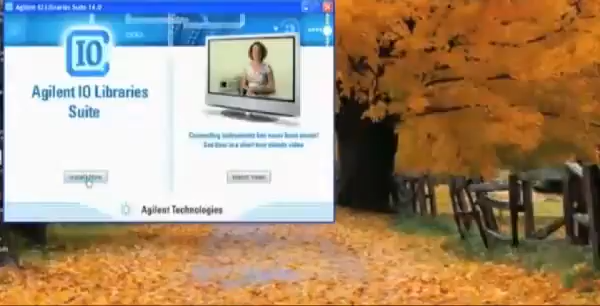 Agilent IO Libraries Suite 14.0
IO
Agilent IO Libraries
Suite
Connecting instruments has never been easier!
See how in a short two minute video
Install Now
Watch Video
Agilent Technologies